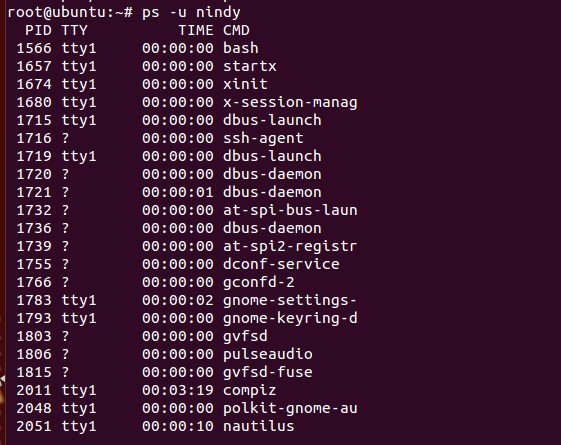 root@ubuntu:~# ps -u nindy
  PID TTY          TIME CMD
 1566 tty1     00:00:00 bash
 1657 tty1     00:00:00 startx
 1674 tty1     00:00:00 xinit
 1680 tty1     00:00:00 x-session-manag
 1715 tty1     00:00:00 dbus-launch
 1716 ?        00:00:00 ssh-agent
 1719 tty1     00:00:00 dbus-launch
 1720 ?        00:00:00 dbus-daemon
 1721 ?        00:00:01 dbus-daemon
 1732 ?        00:00:00 at-spi-bus-laun
 1736 ?        00:00:00 dbus-daemon
 1739 ?        00:00:00 at-spi2-registr
 1755 ?        00:00:00 dconf-service
 1766 ?        00:00:00 gconfd-2
 1783 tty1     00:00:02 gnome-settings-
 1793 tty1     00:00:00 gnome-keyring-d
 1803 ?        00:00:00 gvfsd
 1806 ?        00:00:00 pulseaudio
 1815 ?        00:00:00 gvfsd-fuse
 2011 tty1     00:03:19 compiz
 2048 tty1     00:00:00 polkit-gnome-au
 2051 tty1     00:00:10 nautilus